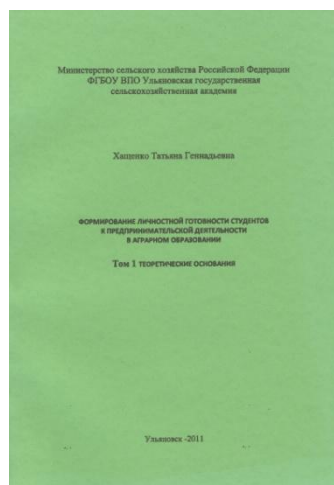 Министерство сельского хозяйства Российской Федерации
ФГБОУ ВПО Ульяновская государственная
сельскохозяйственная академия
Хащенко Татьяна Геннадьевна
ФОРМИРОВАНИЕ ЛИЧНОСТНОЙ ГОТОВНОСТИ СТУДЕНТОВ
К ПРЕДПРИНИМАТЕЛЬСКОЙ ДЕЯТЕЛЬНОСТИ
В АГРАРНОМ ОБРАЗОВАНИИ
Том 1 ТЕОРЕТИЧЕСКИЕ ОСНОВАНИЯ
Ульяновск -2011